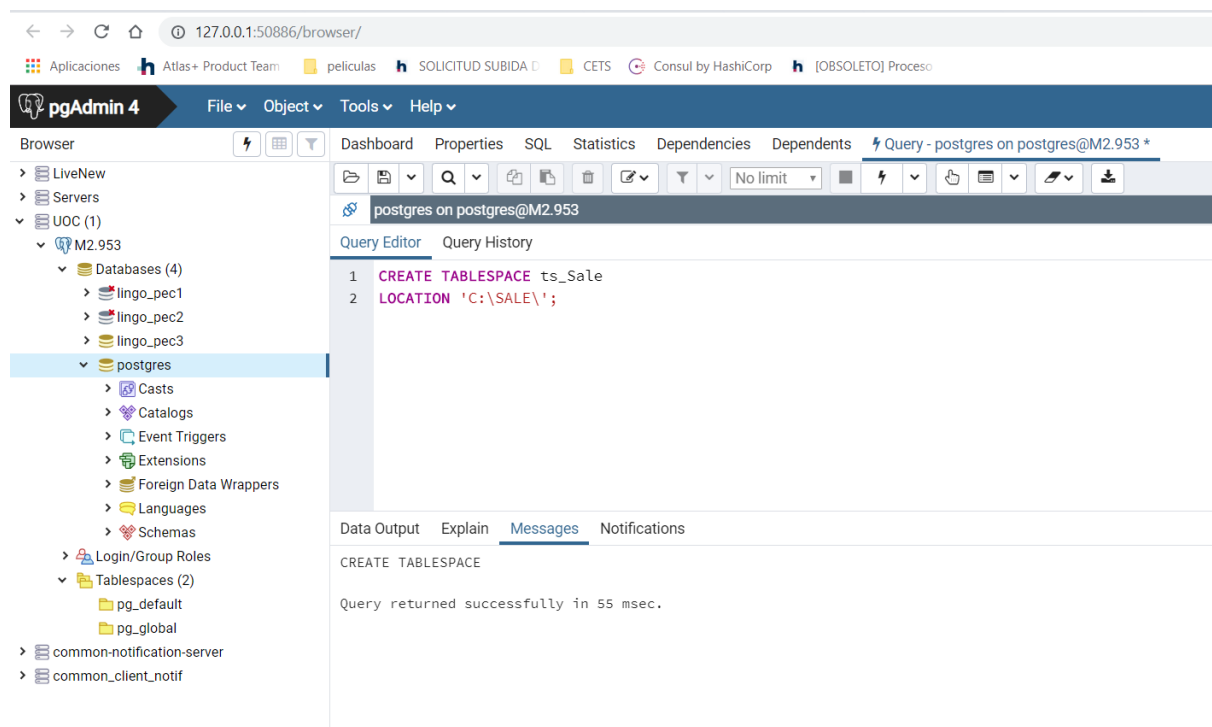 127.0.0.1:50886/browser/
Aplicaciones Atlas+ Product Team peliculas SOLICITUD SUBIDA D CETS Consul by HashiCorp [OBSOLETO] Proceso
pgAdmin 4 File Object Tools Help
Browser Dashboard Properties SQL Statistics Dependencies Dependents Query - postgres on postgres@M2.953 *
LiveNew
Servers
UOC (1)
M2.953
Databases (4)
lingo_pec1
lingo_pec2
lingo_pec3
postgres
Casts
Catalogs
Event Triggers
Extensions
Foreign Data Wrappers
Languages
Schemas
Login/Group Roles
Tablespaces (2)
pg_default
pg_global
common-notification-server
common_client_notif
No limit
postgres on postgres@M2.953
Query Editor Query History
1 CREATE TABLESPACE ts_Sale
2 LOCATION 'C:\SALE\';
Data Output Explain Messages Notifications
CREATE TABLESPACE
Query returned successfully in 55 msec.